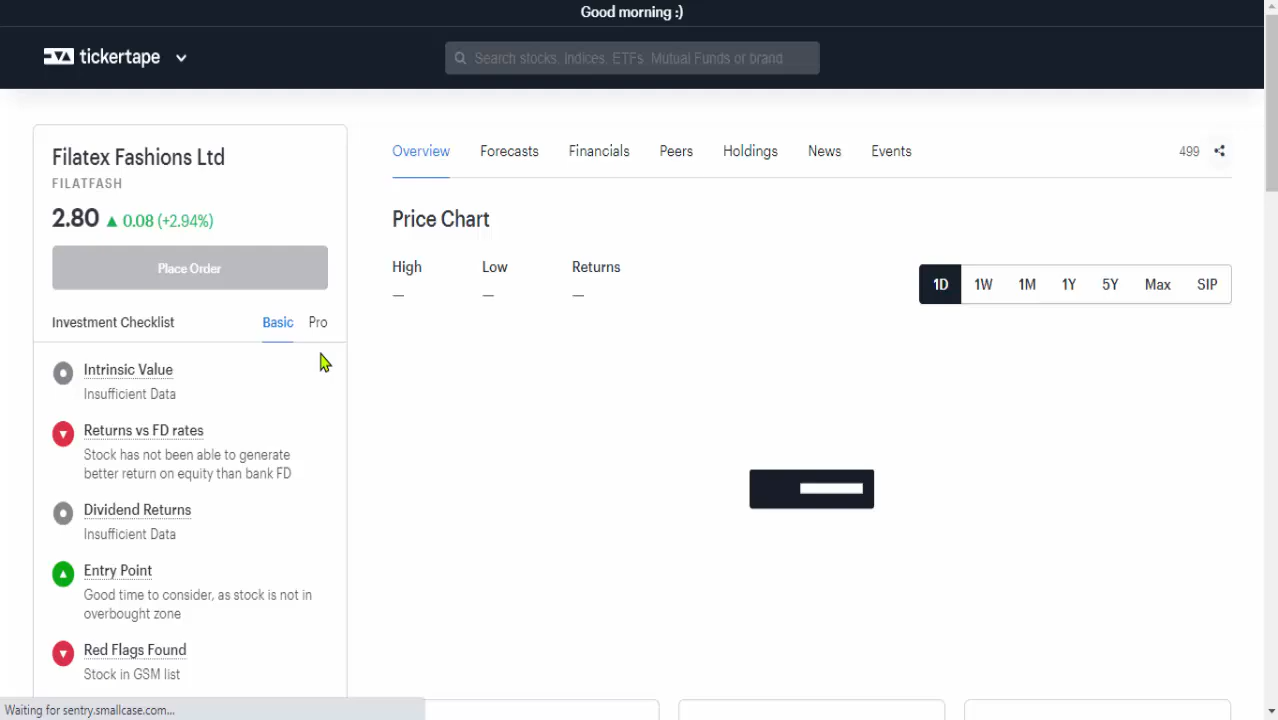 Good morning :)
tickertape
Search stocks, indices, ETFs, Mutual Funds or brand
Filatex Fashions Ltd
FILATFASH
2.80 ▲ 0.08 (+2.94%)
Place Order
Investment Checklist Basic Pro
Intrinsic Value
Insufficient Data
Returns vs FD rates
Stock has not been able to generate
better return on equity than bank FD
Dividend Returns
Insufficient Data
Entry Point
Good time to consider, as stock is not in
overbought zone
Red Flags Found
Stock in GSM list
Overview Forecasts Financials Peers Holdings News Events 499
Price Chart
High Low Returns
— — —
1D 1W 1M 1Y 5Y Max SIP
Waiting for sentry.smallcase.com...